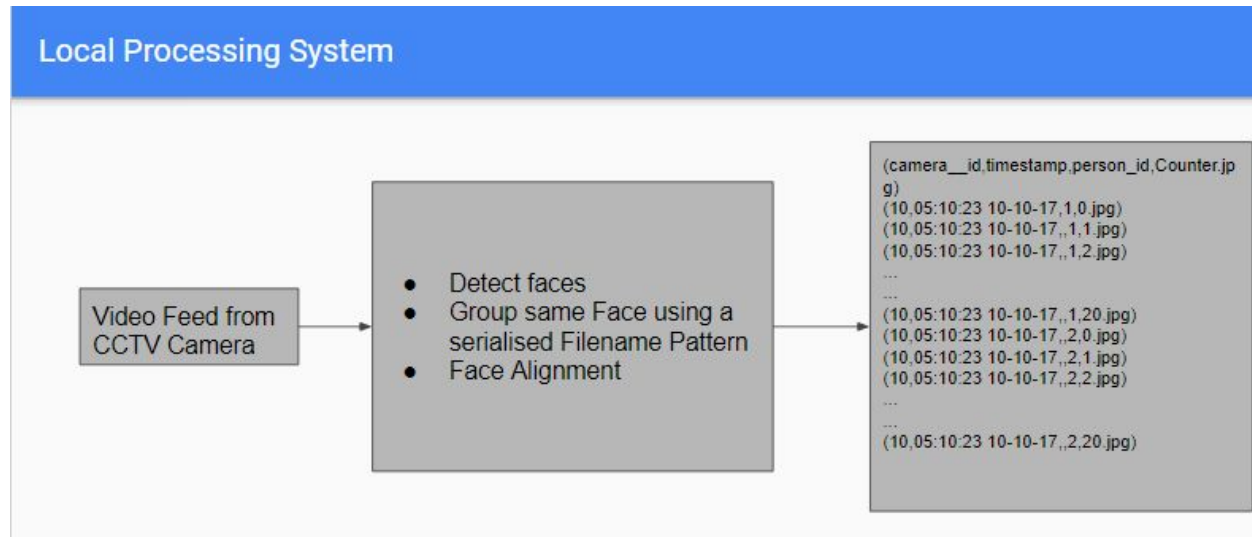 Local Processing System
Video Feed from
CCTV Camera
● Detect faces
● Group same Face using a
serialised Filename Pattern
● Face Alignment
(camera__id,timestamp,person_id,Counter.jp
g)
(10,05:10:23 10-10-17,1,0.jpg)
(10,05:10:23 10-10-17,,1,1.jpg)
(10,05:10:23 10-10-17,,1,2.jpg)
...
...
(10,05:10:23 10-10-17,,1,20.jpg)
(10,05:10:23 10-10-17,,2,0.jpg)
(10,05:10:23 10-10-17,,2,1.jpg)
(10,05:10:23 10-10-17,,2,2.jpg)
...
...
(10,05:10:23 10-10-17,,2,20.jpg)